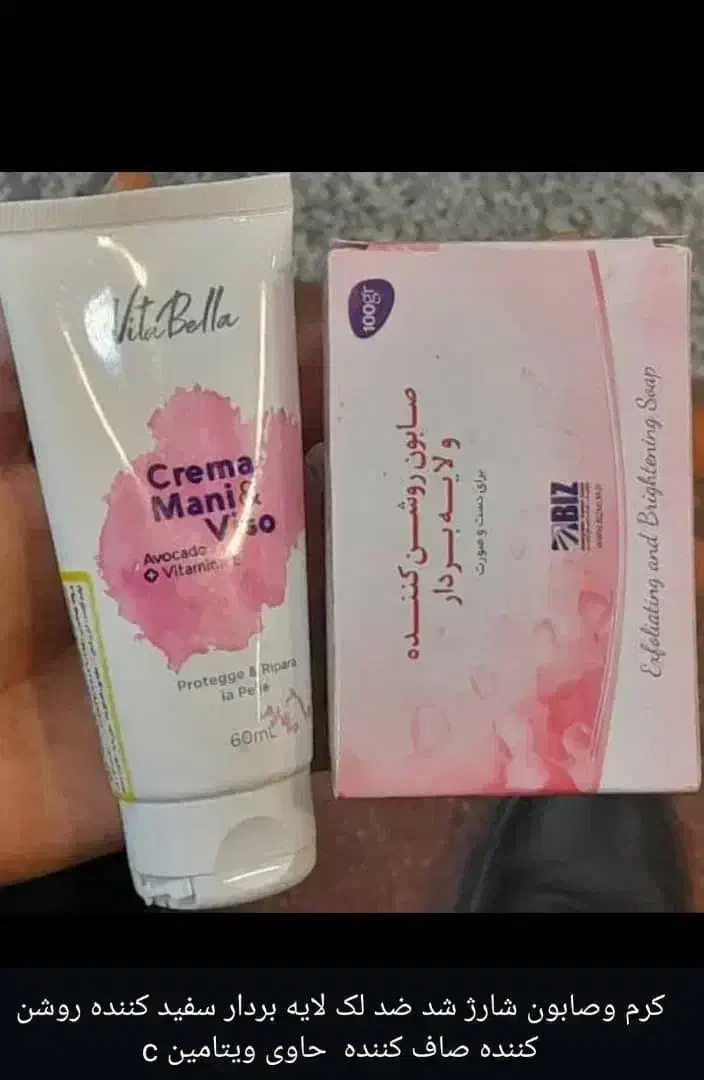 VitaBella
Crema
Mani &
Viso
Avocado
+ Vitamina E
Protegge & Ripara
la Pelle
60mL
100gr
صابون روشن کننده
و لایه بردار
برای دست و صورت
BIZ
Exfoliating and Brightening Soap
کرم وصابون شارژ شد ضد لک لایه بردار سفید کننده روشن
کننده صاف کننده حاوی ویتامین c